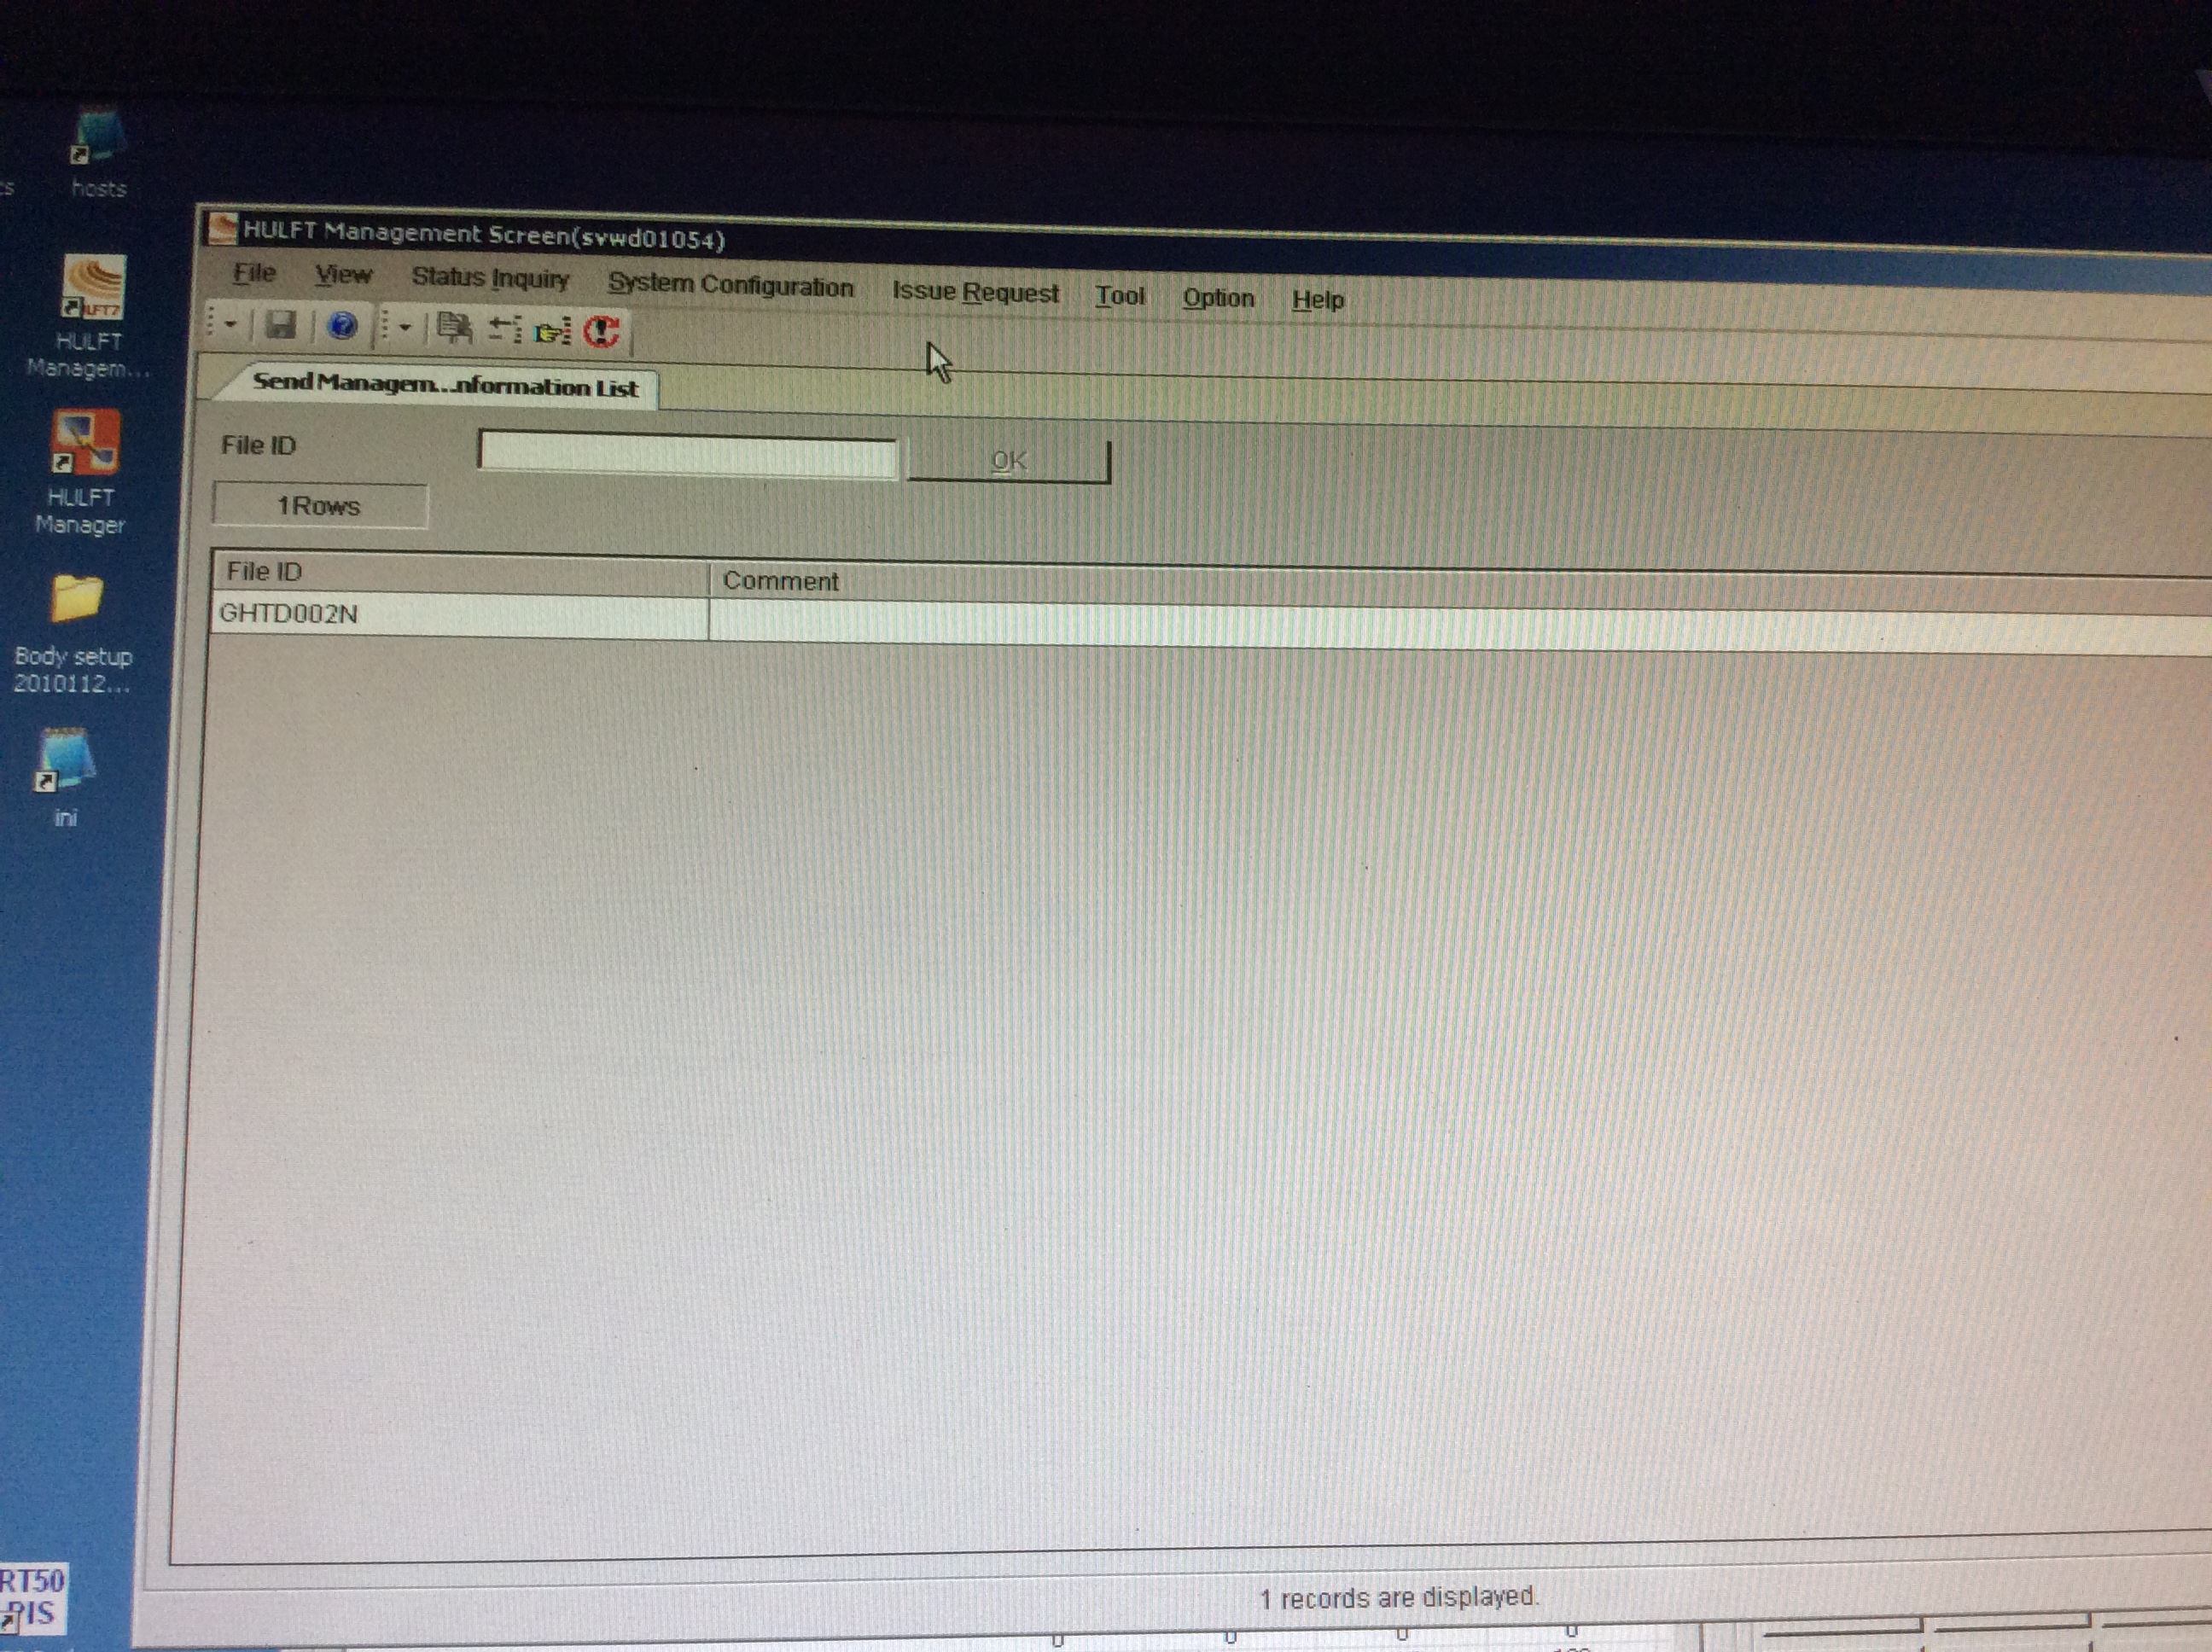 hosts
HULFT Management Screen(svwd01054)
File View Status Inquiry System Configuration Issue Request Tool Option Help
HULFT
Managem...
Send Managem...nformation List
File ID
OK
HULFT
Manager
1 Rows
File ID Comment
GHTD002N
Body setup
2010112...
ini
RT50
PIS
1 records are displayed.